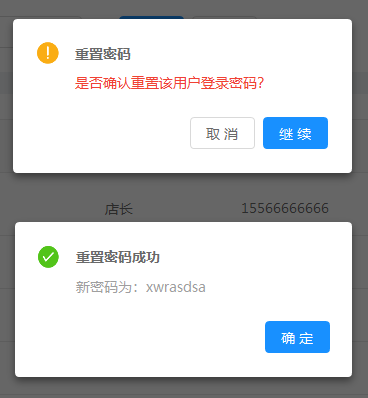 重置密码
是否确认重置该用户登录密码?
取 消
继 续
店长
15566666666
重置密码成功
新密码为：xwrasdsa
确 定